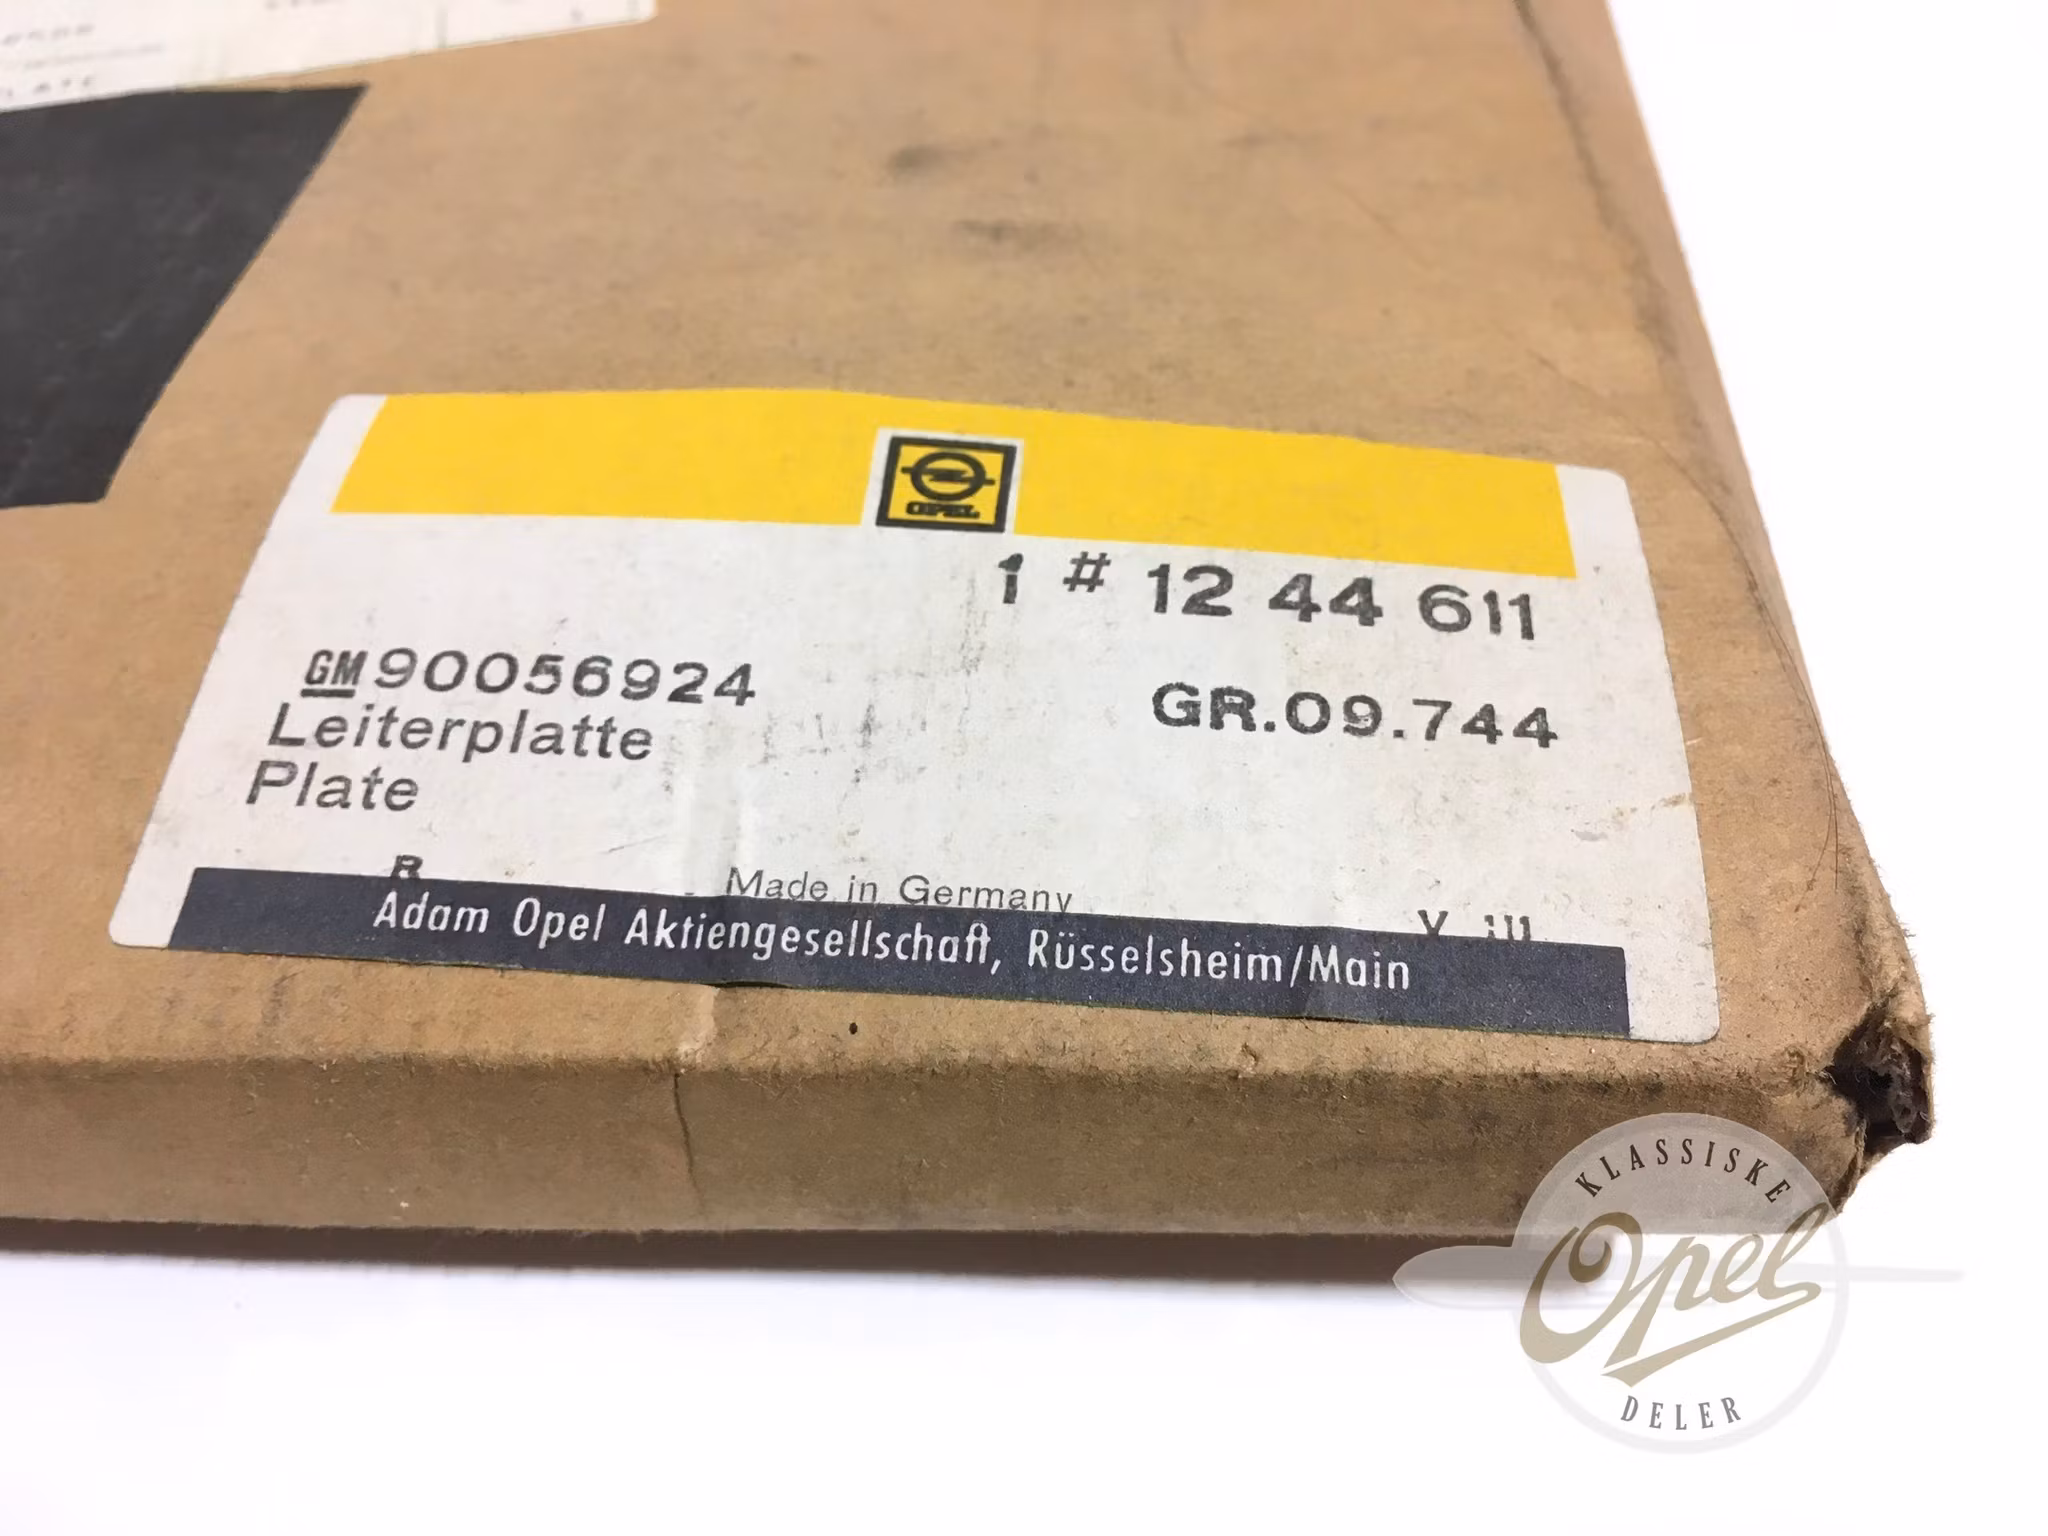 OPEL
1 # 12 44 611
GM 90056924
GR.09.744
Leiterplatte
Plate
R
Made in Germany
Adam Opel Aktiengesellschaft, Rüsselsheim/Main
KLASSISKE
Opel
DELER